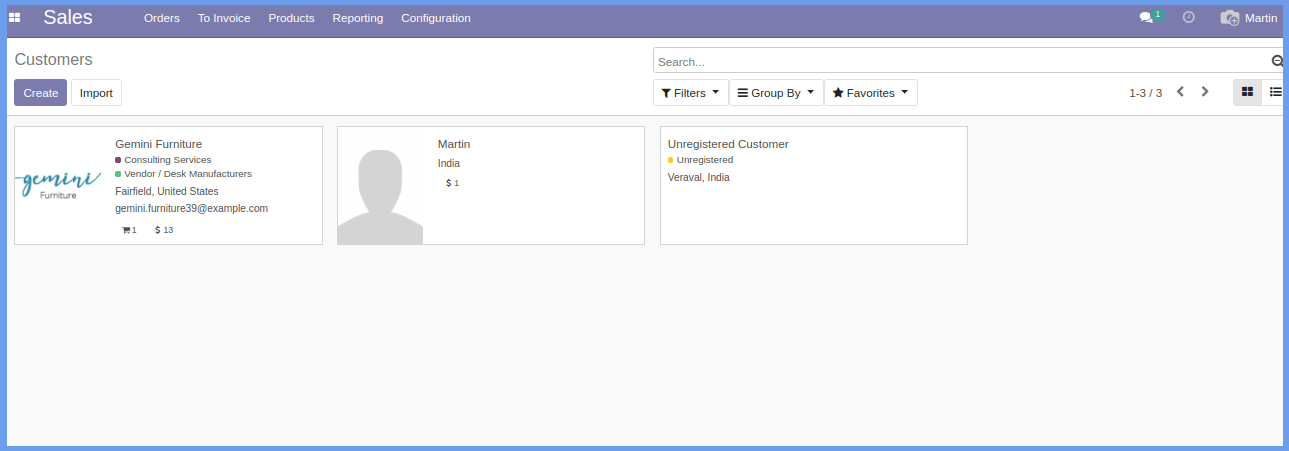 Sales Orders To Invoice Products Reporting Configuration 1 Martin
Customers
Search...
Create Import Filters Group By Favorites 1-3 / 3
Gemini Furniture
Consulting Services
Vendor / Desk Manufacturers
Fairfield, United States
gemini.furniture39@example.com
1 $ 13
gemini
Furniture
Martin
India
$ 1
Unregistered Customer
Unregistered
Veraval, India